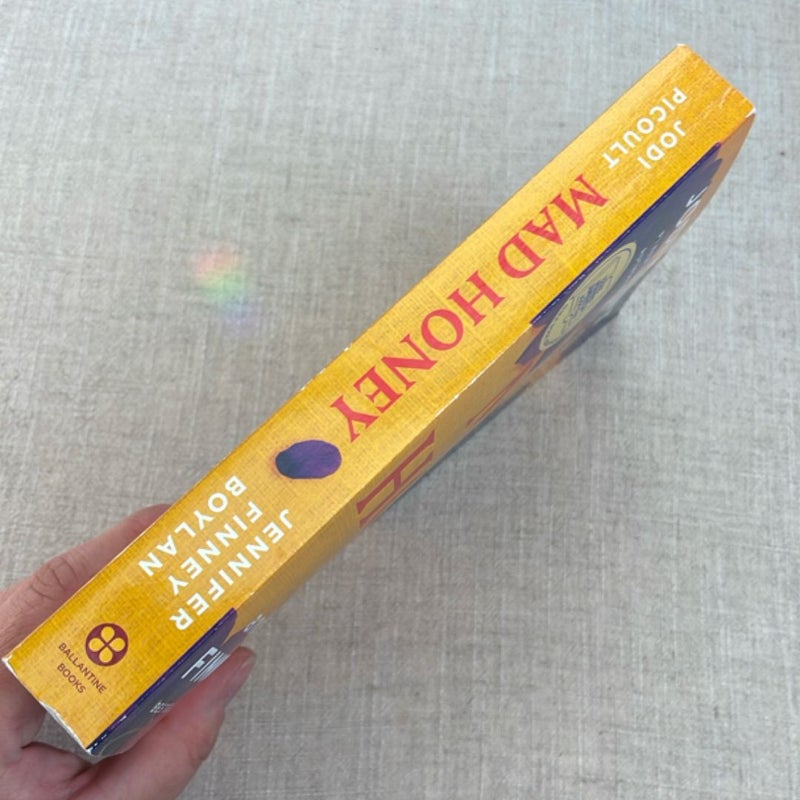 JODI
PICOULT
MAD HONEY
JENNIFER
FINNEY
BOYLAN
BALLANTINE
BOOKS